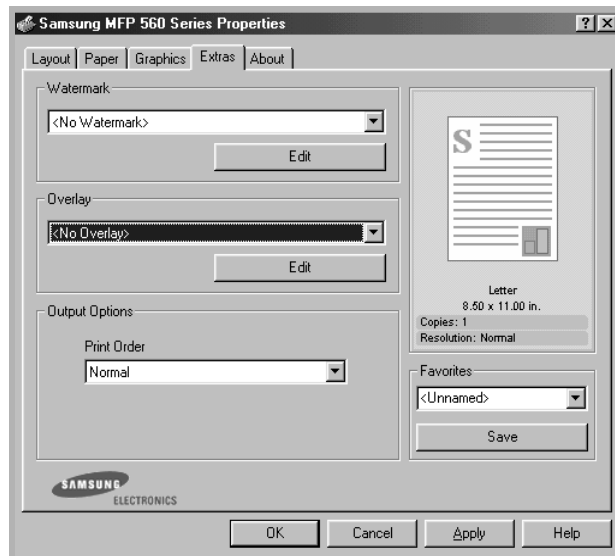 Samsung MFP 560 Series Properties
Layout
Paper
Graphics
Extras
About
Watermark
<No Watermark>
Edit
Overlay
<No Overlay>
Edit
Output Options
Print Order
Normal
SAMSUNG
ELECTRONICS
S
Letter
8.50 x 11.00 in.
Copies: 1
Resolution: Normal
Favorites
<Unnamed>
Save
OK
Cancel
Apply
Help